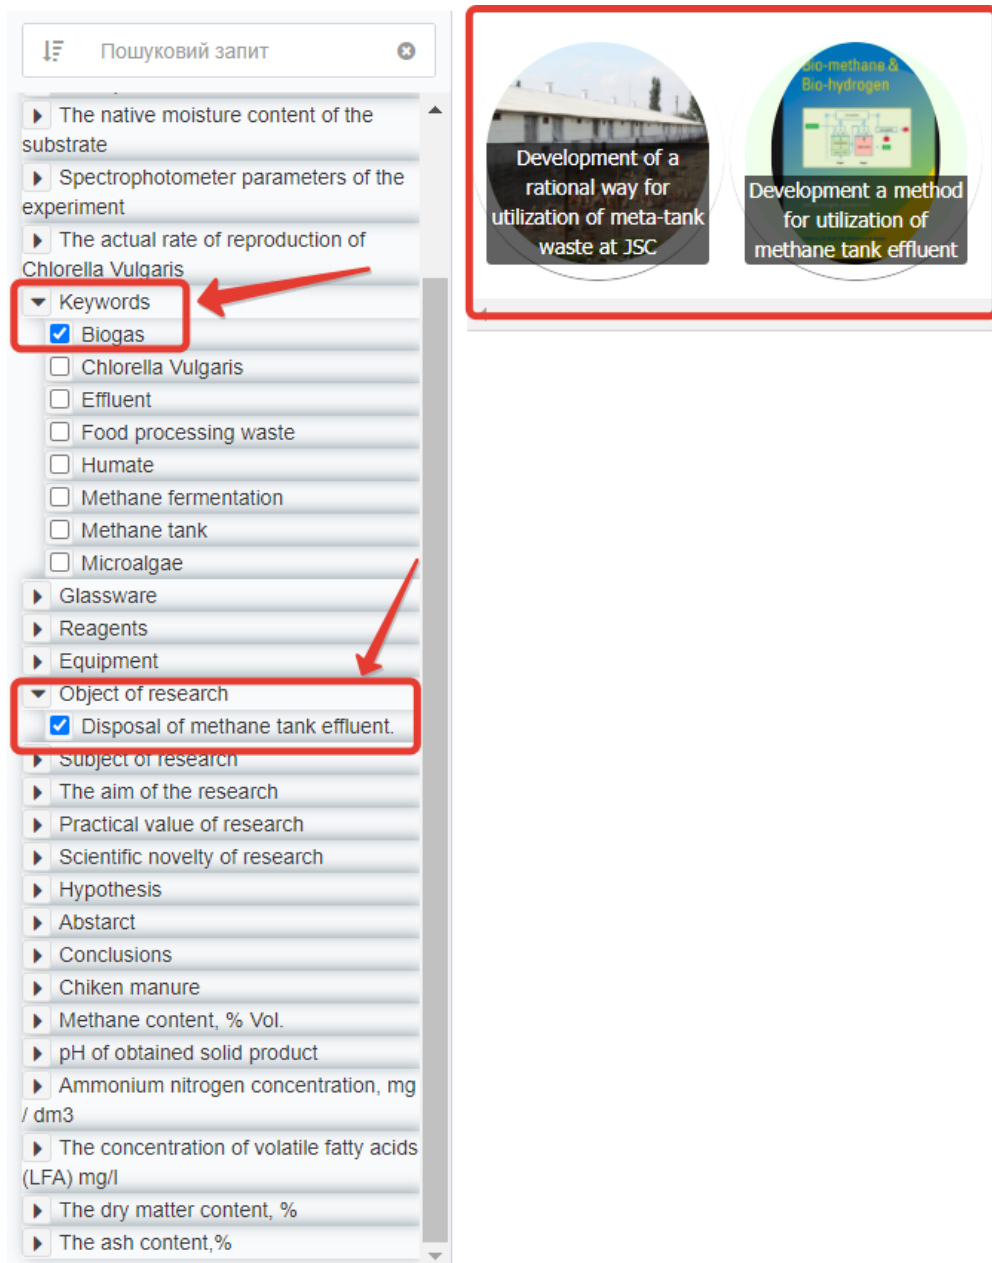 Пошуковий запит
The native moisture content of the
substrate
Spectrophotometer parameters of the
experiment
The actual rate of reproduction of
Chlorella Vulgaris
Keywords
Biogas
Chlorella Vulgaris
Effluent
Food processing waste
Humate
Methane fermentation
Methane tank
Microalgae
Glassware
Reagents
Equipment
Object of research
Disposal of methane tank effluent.
Subject of research
The aim of the research
Practical value of research
Scientific novelty of research
Hypothesis
Abstarct
Conclusions
Chiken manure
Methane content, % Vol.
pH of obtained solid product
Ammonium nitrogen concentration, mg
/ dm3
The concentration of volatile fatty acids
(LFA) mg/l
The dry matter content, %
The ash content,%
Development of a
rational way for
utilization of meta-tank
waste at JSC
Bio-methane &
Bio-hydrogen
Development a method
for utilization of
methane tank effluent